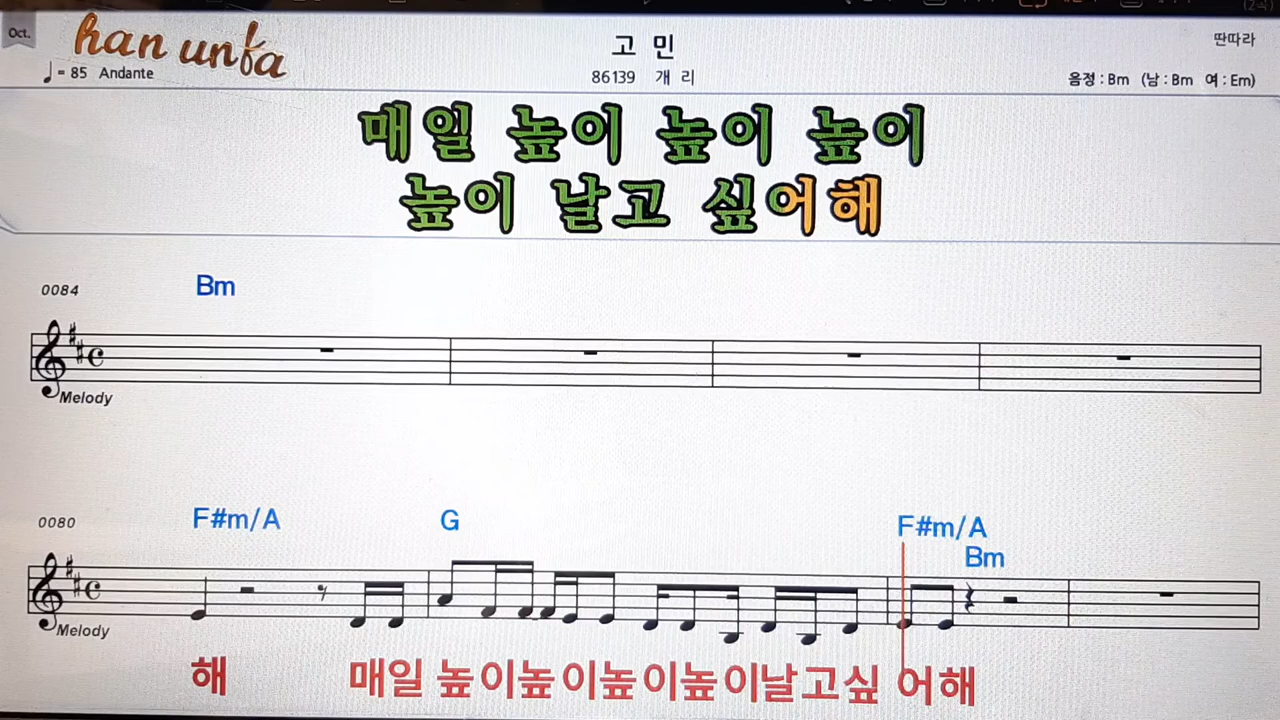 Oct.
han unfa
고 민
딴따라
♩= 85 Andante
86139 개 리
음정 : Bm (남 : Bm 여 : Em)
매일 높이 높이 높이
높이 날고 싶어해
0084
Bm
Melody
0080
F#m/A G F#m/A
Bm
Melody
해 매일 높이높이높이높이날고싶 어해